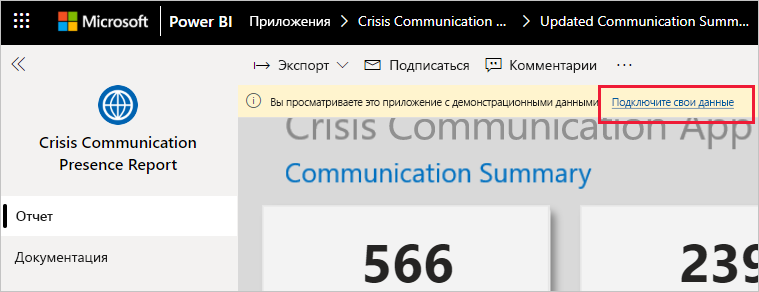 Microsoft Power BI Приложения > Crisis Communication ... > Updated Communication Summ...
Экспорт Подписаться Комментарии ...
Вы просматриваете это приложение с демонстрационными данными Подключите свои данные
Crisis Communication App
Communication Summary
Crisis Communication
Presence Report
Отчет
Документация
566
239